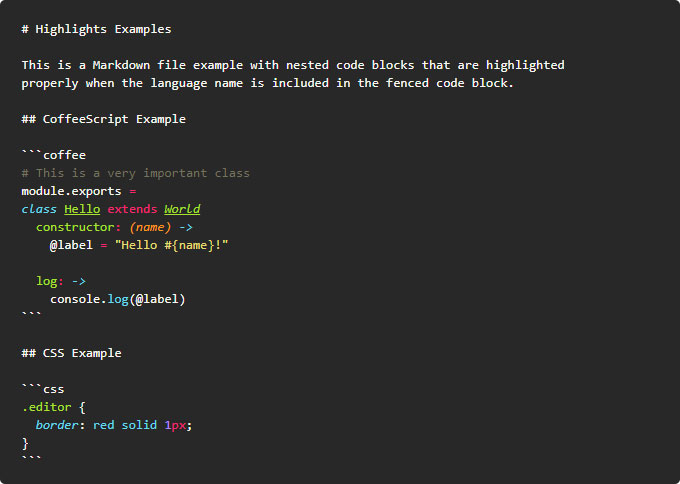 # Highlights Examples
This is a Markdown file example with nested code blocks that are highlighted
properly when the language name is included in the fenced code block.
## CoffeeScript Example
```coffee
# This is a very important class
module.exports =
class Hello extends World
  constructor: (name) ->
    @label = "Hello #{name}!"
  log: ->
    console.log(@label)
```
## CSS Example
```css
.editor {
  border: red solid 1px;
}
```